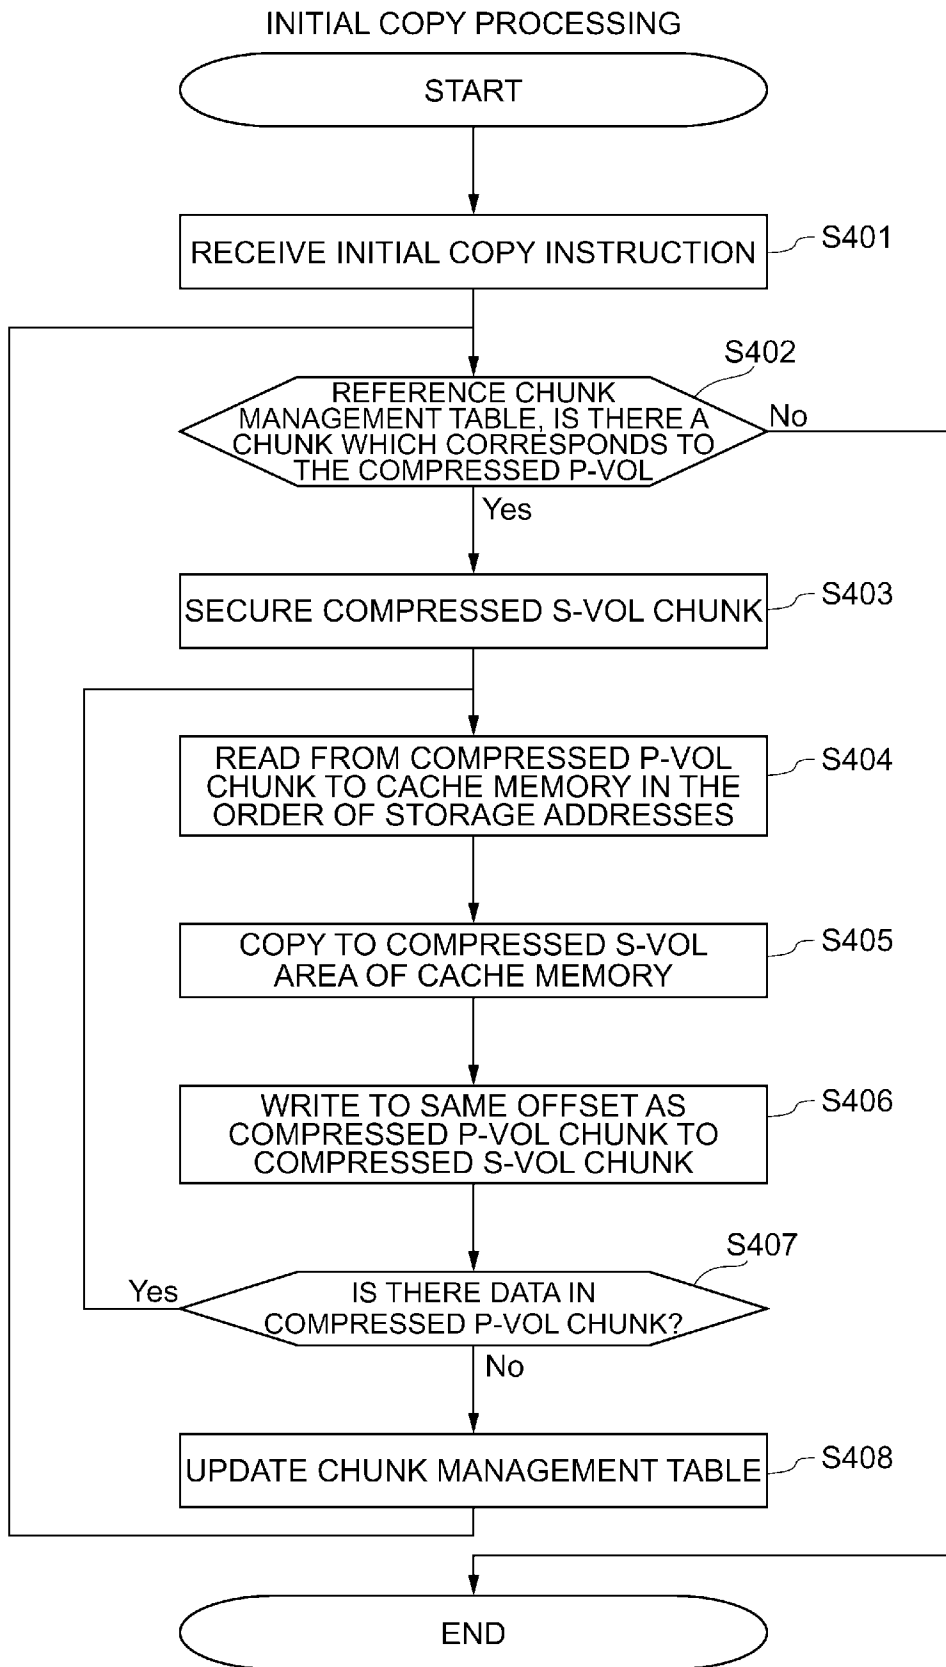 INITIAL COPY PROCESSING
START
RECEIVE INITIAL COPY INSTRUCTION
S401
S402
REFERENCE CHUNK
MANAGEMENT TABLE, IS THERE A
CHUNK WHICH CORRESPONDS TO
THE COMPRESSED P-VOL
No
Yes
SECURE COMPRESSED S-VOL CHUNK
S403
READ FROM COMPRESSED P-VOL
CHUNK TO CACHE MEMORY IN THE
ORDER OF STORAGE ADDRESSES
S404
COPY TO COMPRESSED S-VOL
AREA OF CACHE MEMORY
S405
WRITE TO SAME OFFSET AS
COMPRESSED P-VOL CHUNK TO
COMPRESSED S-VOL CHUNK
S406
S407
Yes
IS THERE DATA IN
COMPRESSED P-VOL CHUNK?
No
UPDATE CHUNK MANAGEMENT TABLE
S408
END